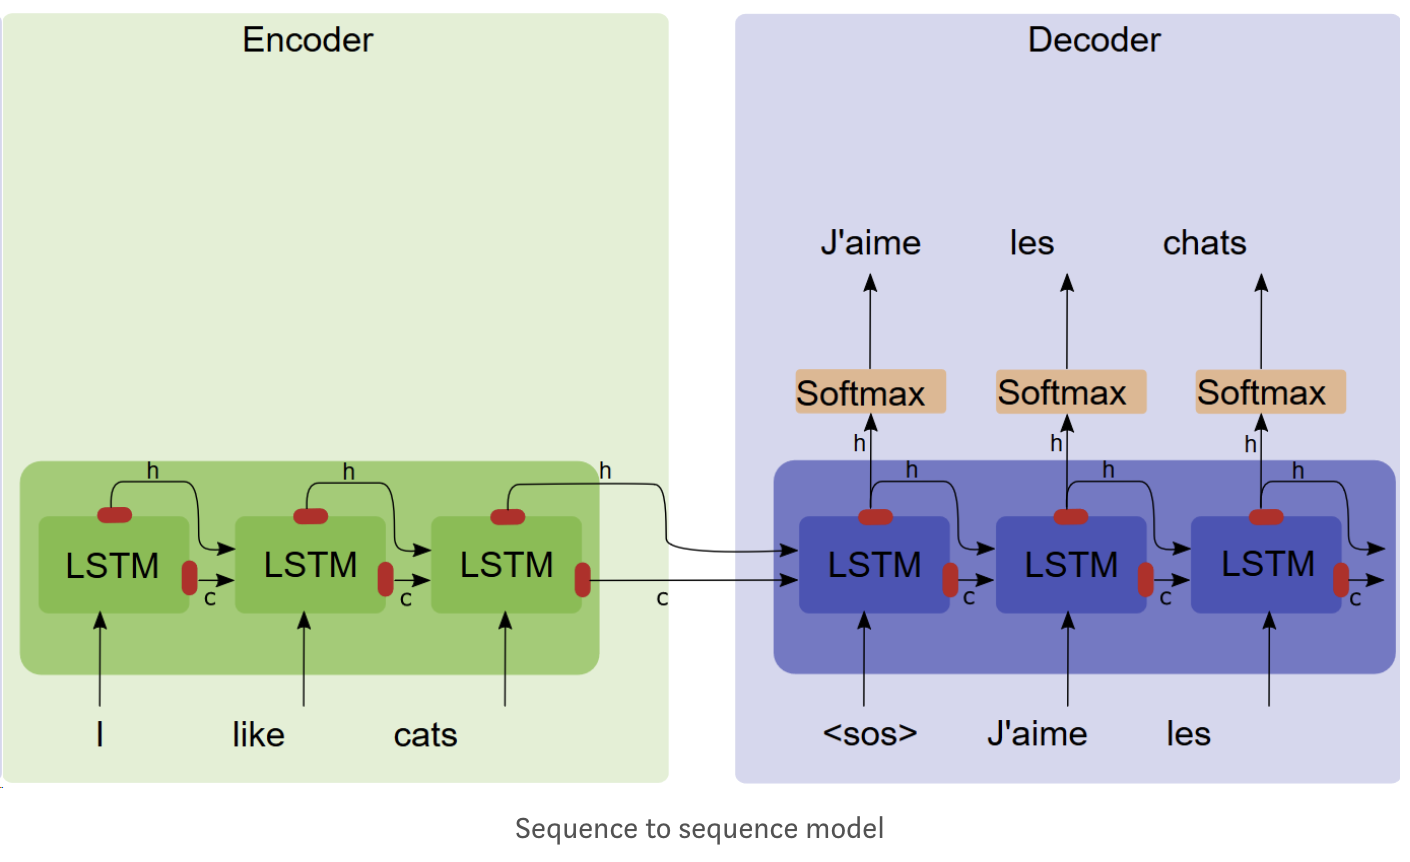 Encoder
Decoder
J'aime les chats
Softmax Softmax Softmax
h h h
h h h h h h
LSTM LSTM LSTM LSTM LSTM LSTM
c c c c c c
I like cats <sos> J'aime les
Sequence to sequence model